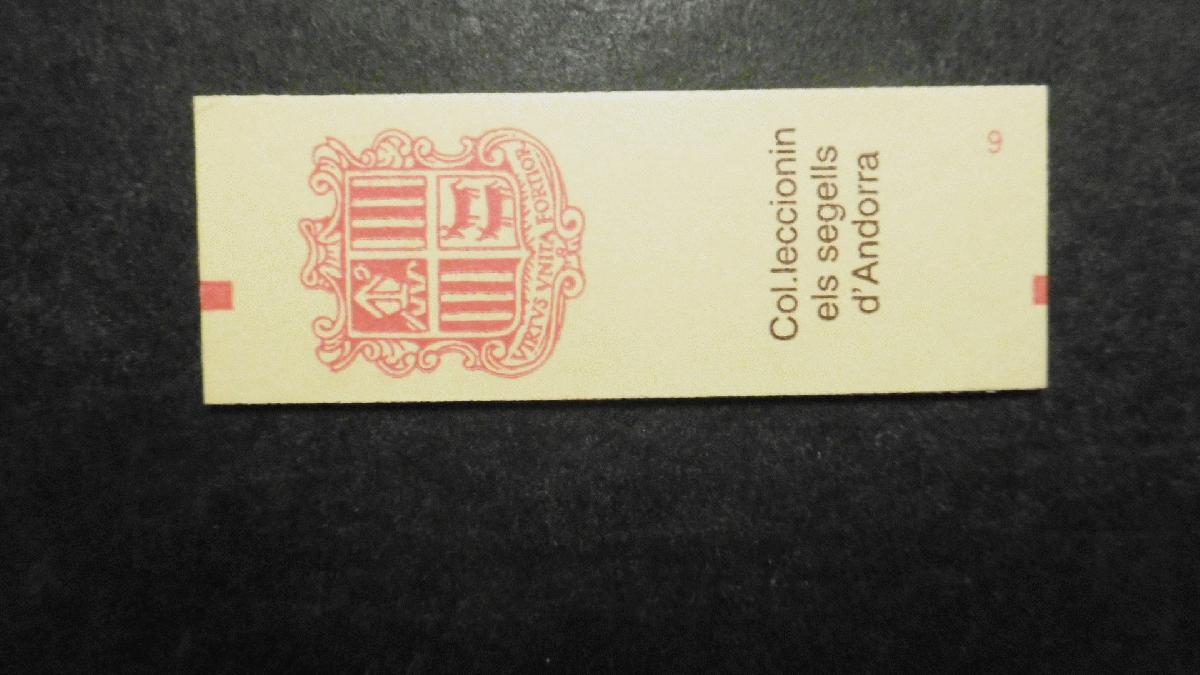 VIRTVS VNITA FORTIOR
Col.leccionin
els segells
d'Andorra
9